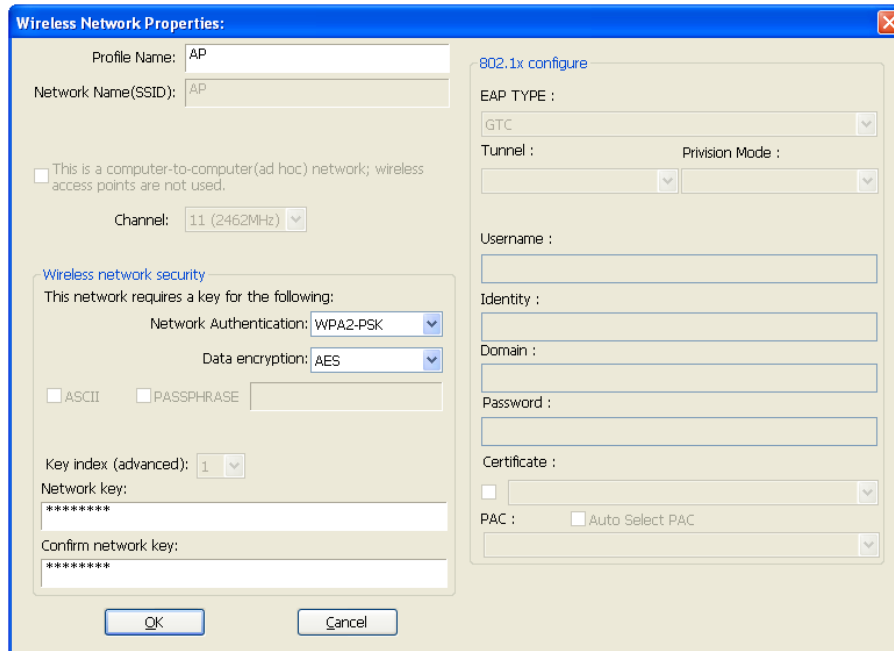 Wireless Network Properties:
Profile Name: AP
Network Name(SSID): AP
This is a computer-to-computer(ad hoc) network; wireless
access points are not used.
Channel: 11 (2462MHz)
Wireless network security
This network requires a key for the following:
Network Authentication: WPA2-PSK
Data encryption: AES
ASCII PASSPHRASE
Key index (advanced): 1
Network key:
********
Confirm network key:
********
OK Cancel
802.1x configure
EAP TYPE :
GTC
Tunnel : Privision Mode :
Username :
Identity :
Domain :
Password :
Certificate :
PAC : Auto Select PAC